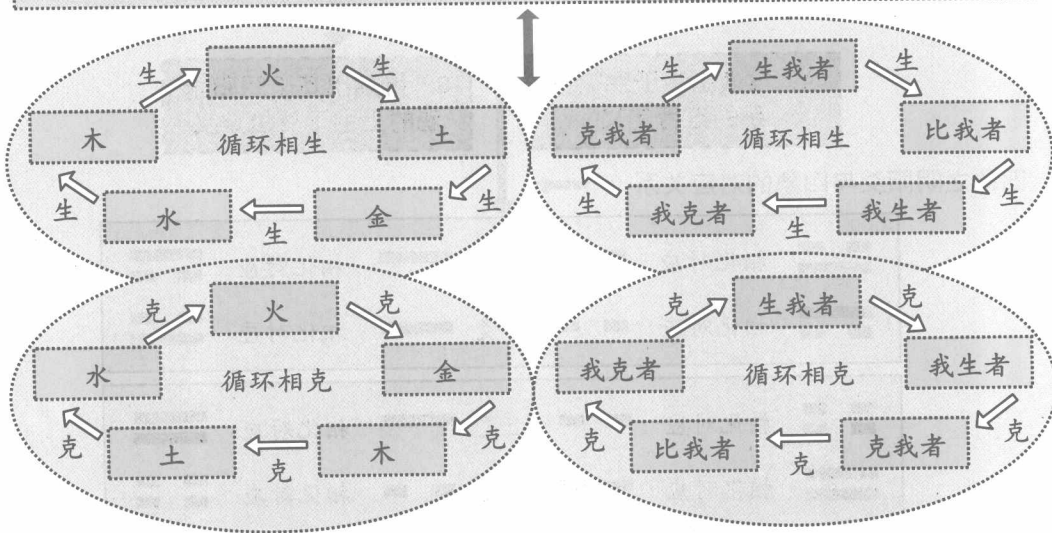 生 火 生
木 循环相生 土
生 水 生 金 生
生 生我者 生
克我者 循环相生 比我者
生 我克者 生 我生者 生
克 火 克
水 循环相克 金
克 土 克 木 克
克 生我者 克
我克者 循环相克 我生者
克 比我者 克 克我者 克